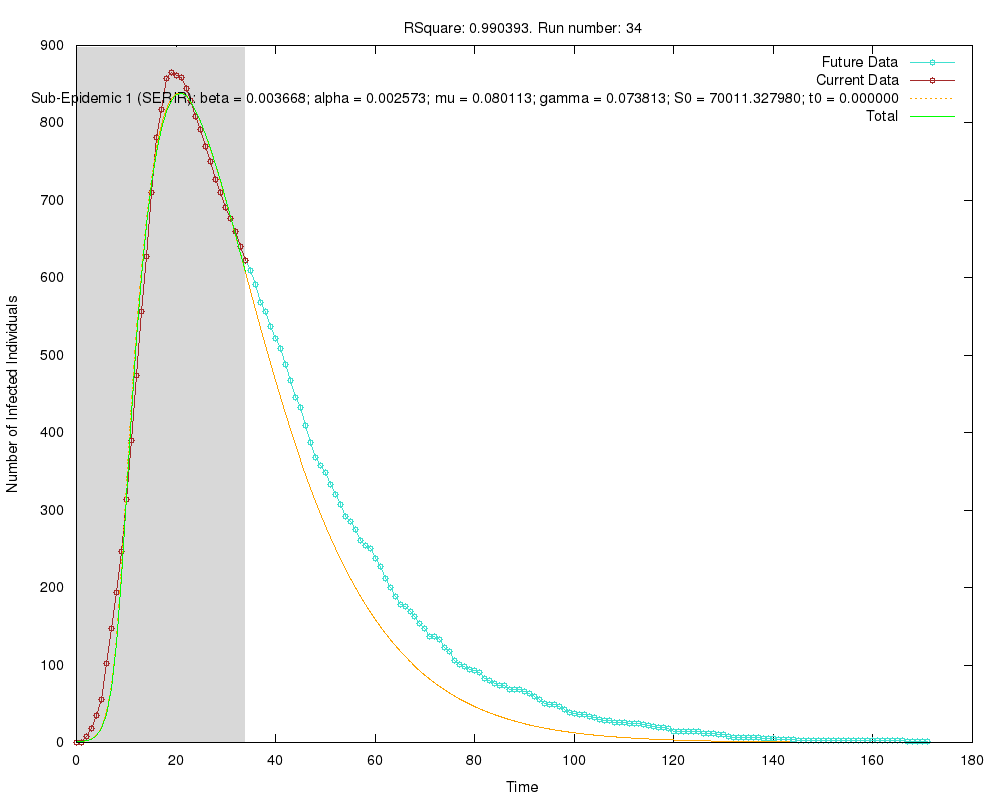 RSquare: 0.990393. Run number: 34
Future Data
Current Data
Sub-Epidemic 1 (SEIR): beta = 0.003668; alpha = 0.002573; mu = 0.080113; gamma = 0.073813; S0 = 70011.327980; t0 = 0.000000
Total
900
800
700
600
500
400
300
200
100
0
Number of Infected Individuals
0 20 40 60 80 100 120 140 160 180
Time